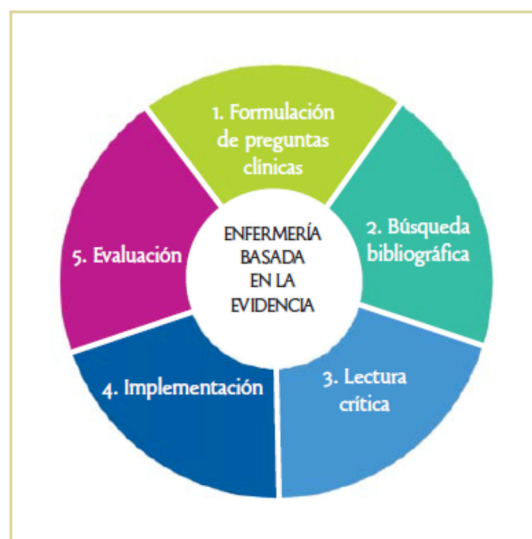 1. Formulación
de preguntas
clínicas
2. Búsqueda
bibliográfica
3. Lectura
crítica
4. Implementación
5. Evaluación
ENFERMERÍA
BASADA
EN LA
EVIDENCIA